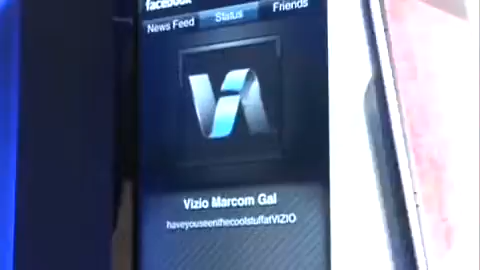 facebook
News Feed Status Friends
Vizio Marcom Gal
haveyouseenthecoolstuffatVIZIO